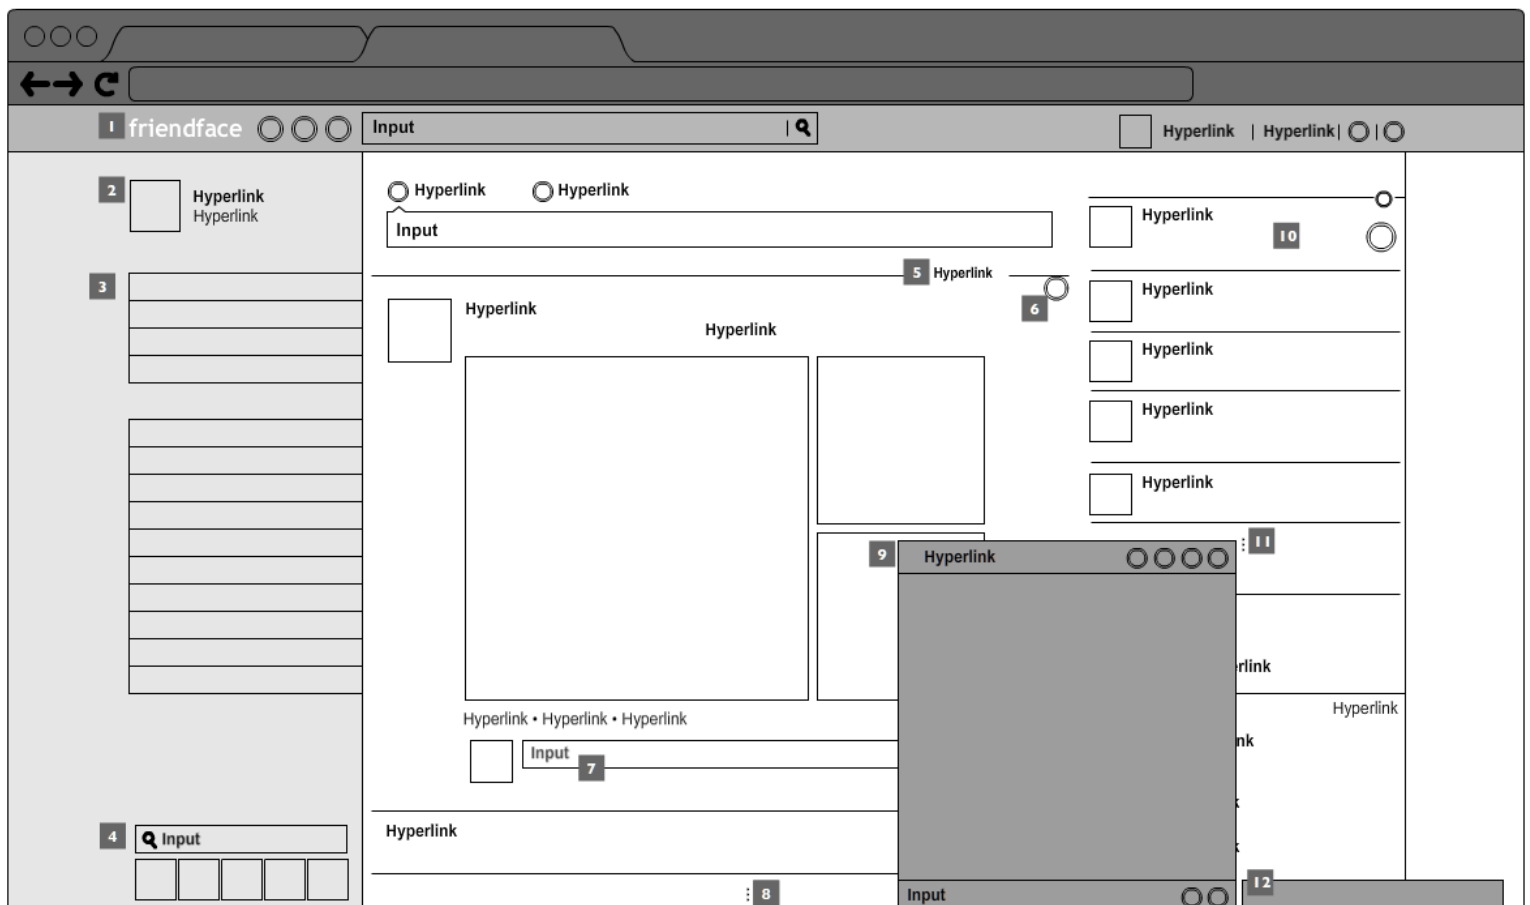 1 friendface Input | Hyperlink | Hyperlink | |
2 Hyperlink
Hyperlink
3
4 Input
Hyperlink Hyperlink
Input
5 Hyperlink
6
Hyperlink
Hyperlink
Hyperlink • Hyperlink • Hyperlink
Input
7
Hyperlink
8
9 Hyperlink
Input
Hyperlink
10
Hyperlink
Hyperlink
Hyperlink
Hyperlink
11
rlink
Hyperlink
nk
k
k
12